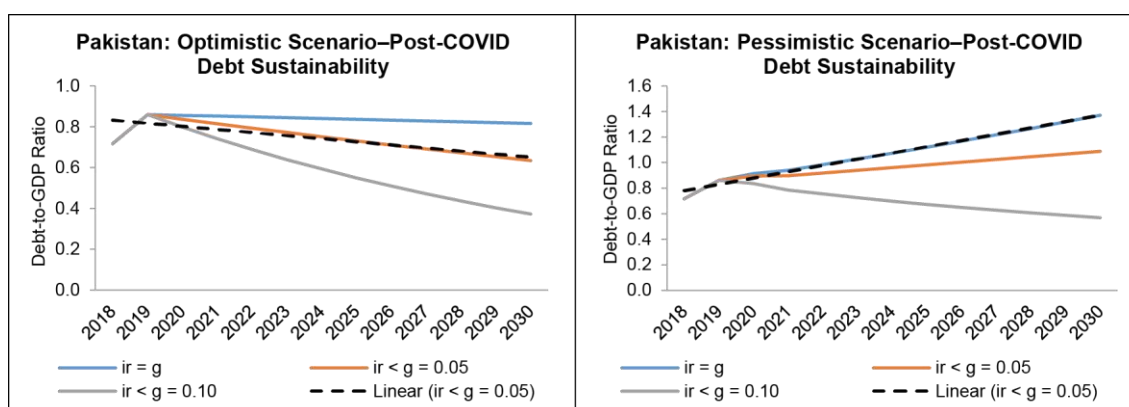 Pakistan: Optimistic Scenario–Post-COVID
Debt Sustainability
Debt-to-GDP Ratio
1.0
0.8
0.6
0.4
0.2
0.0
2018 2019 2020 2021 2022 2023 2024 2025 2026 2027 2028 2029 2030
ir = g ir < g = 0.05
ir < g = 0.10 Linear (ir < g = 0.05)
Pakistan: Pessimistic Scenario–Post-COVID
Debt Sustainability
Debt-to-GDP Ratio
1.6
1.4
1.2
1.0
0.8
0.6
0.4
0.2
0.0
2018 2019 2020 2021 2022 2023 2024 2025 2026 2027 2028 2029 2030
ir = g ir < g = 0.05
ir < g = 0.10 Linear (ir < g = 0.05)